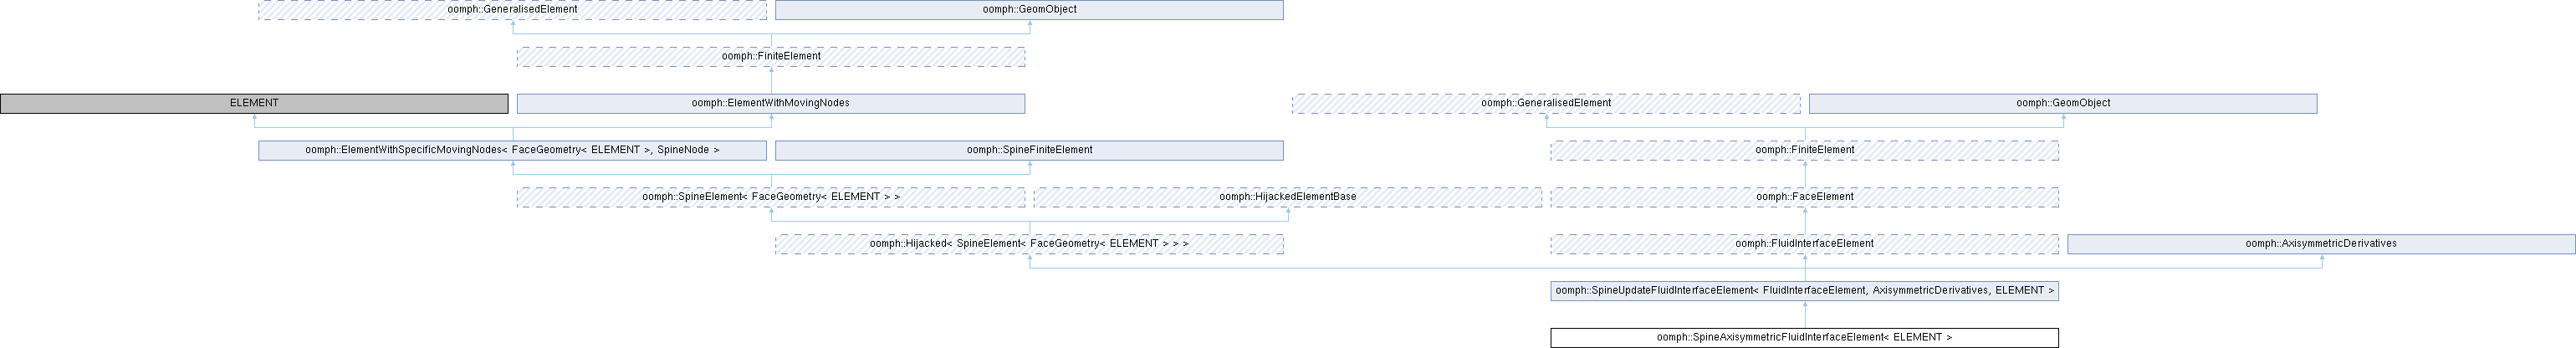 oomph::GeneralisedElement
oomph::GeomObject
oomph::FiniteElement
ELEMENT
oomph::ElementWithMovingNodes
oomph::GeneralisedElement
oomph::GeomObject
oomph::ElementWithSpecificMovingNodes< FaceGeometry< ELEMENT >, SpineNode >
oomph::SpineFiniteElement
oomph::FiniteElement
oomph::SpineElement< FaceGeometry< ELEMENT > >
oomph::HijackedElementBase
oomph::FaceElement
oomph::Hijacked< SpineElement< FaceGeometry< ELEMENT > > >
oomph::FluidInterfaceElement
oomph::AxisymmetricDerivatives
oomph::SpineUpdateFluidInterfaceElement< FluidInterfaceElement, AxisymmetricDerivatives, ELEMENT >
oomph::SpineAxisymmetricFluidInterfaceElement< ELEMENT >